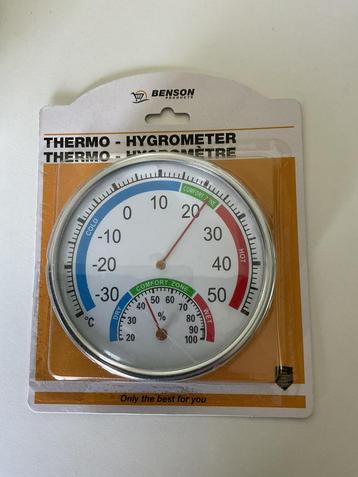 BENSON
PRODUCTS
THERMO - HYGROMETER
THERMO - HYGROMÈTRE
COLD
COMFORT ZONE
HOT
-30
-20
-10
0
10
20
30
40
50
°C
COMFORT ZONE
WET
20
30
40
50
60
70
80
90
100
%
Only the best for you